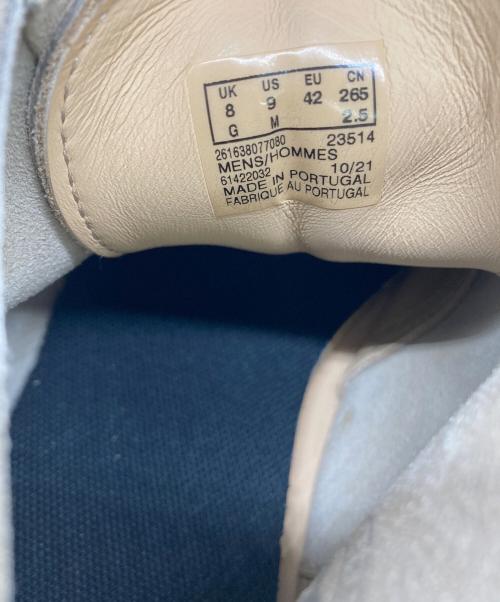 UK US EU CN
8 9 42 265
G M 2.5
261638077080 23514
MENS/HOMMES
61422032 10/21
MADE IN PORTUGAL
FABRIQUE AU PORTUGAL